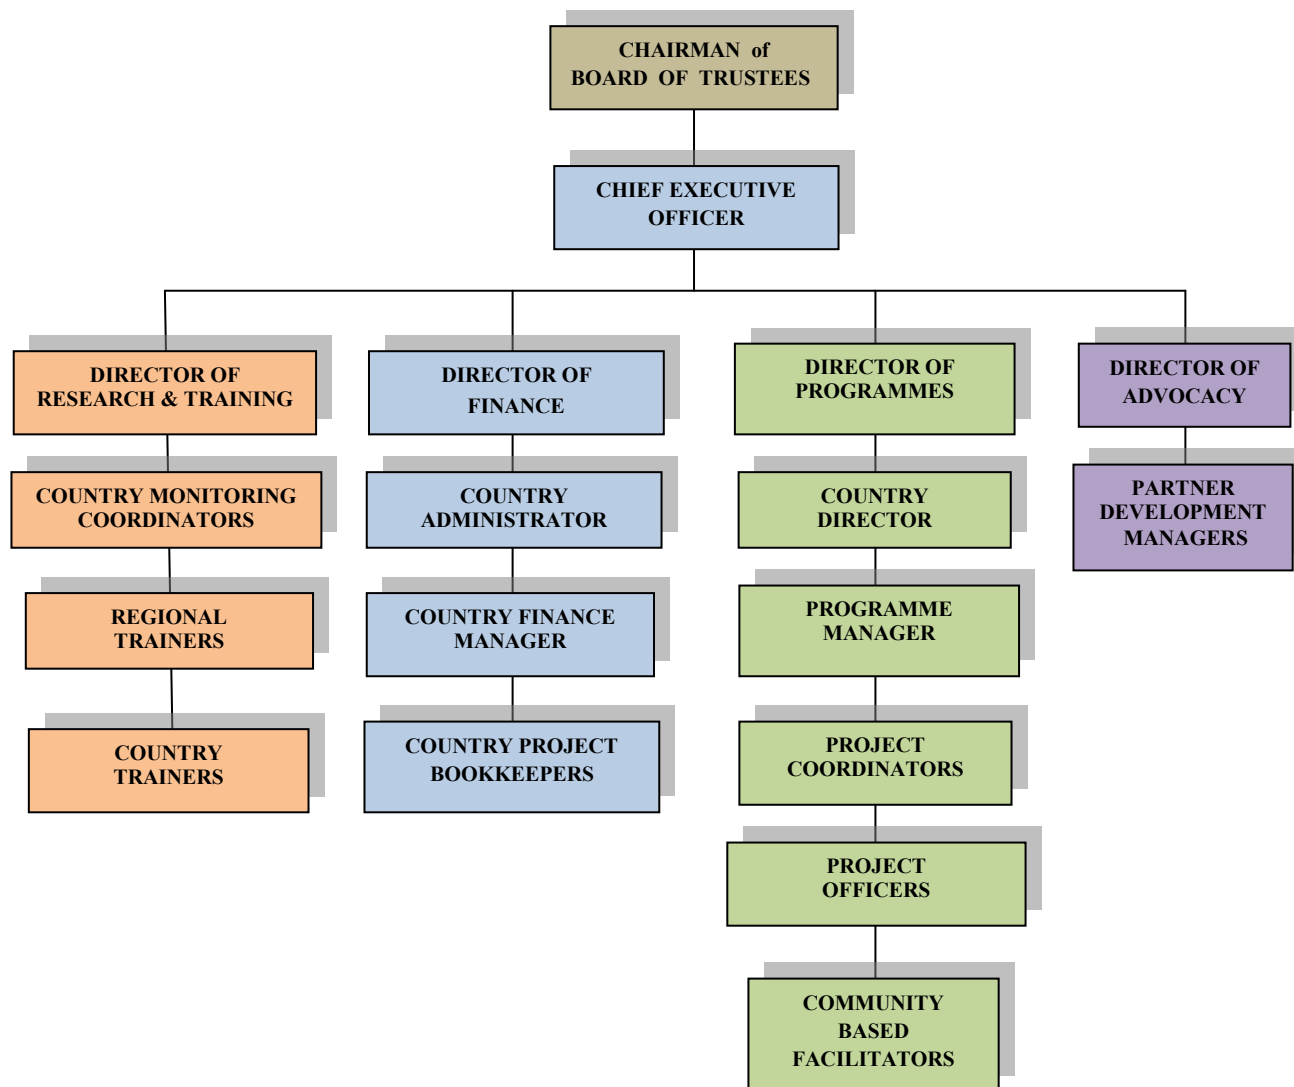 CHAIRMAN of
BOARD OF TRUSTEES
CHIEF EXECUTIVE
OFFICER
DIRECTOR OF
RESEARCH & TRAINING
DIRECTOR OF
FINANCE
DIRECTOR OF
PROGRAMMES
DIRECTOR OF
ADVOCACY
COUNTRY MONITORING
COORDINATORS
COUNTRY
ADMINISTRATOR
COUNTRY
DIRECTOR
PARTNER
DEVELOPMENT
MANAGERS
REGIONAL
TRAINERS
COUNTRY FINANCE
MANAGER
PROGRAMME
MANAGER
COUNTRY
TRAINERS
COUNTRY PROJECT
BOOKKEEPERS
PROJECT
COORDINATORS
PROJECT
OFFICERS
COMMUNITY
BASED
FACILITATORS